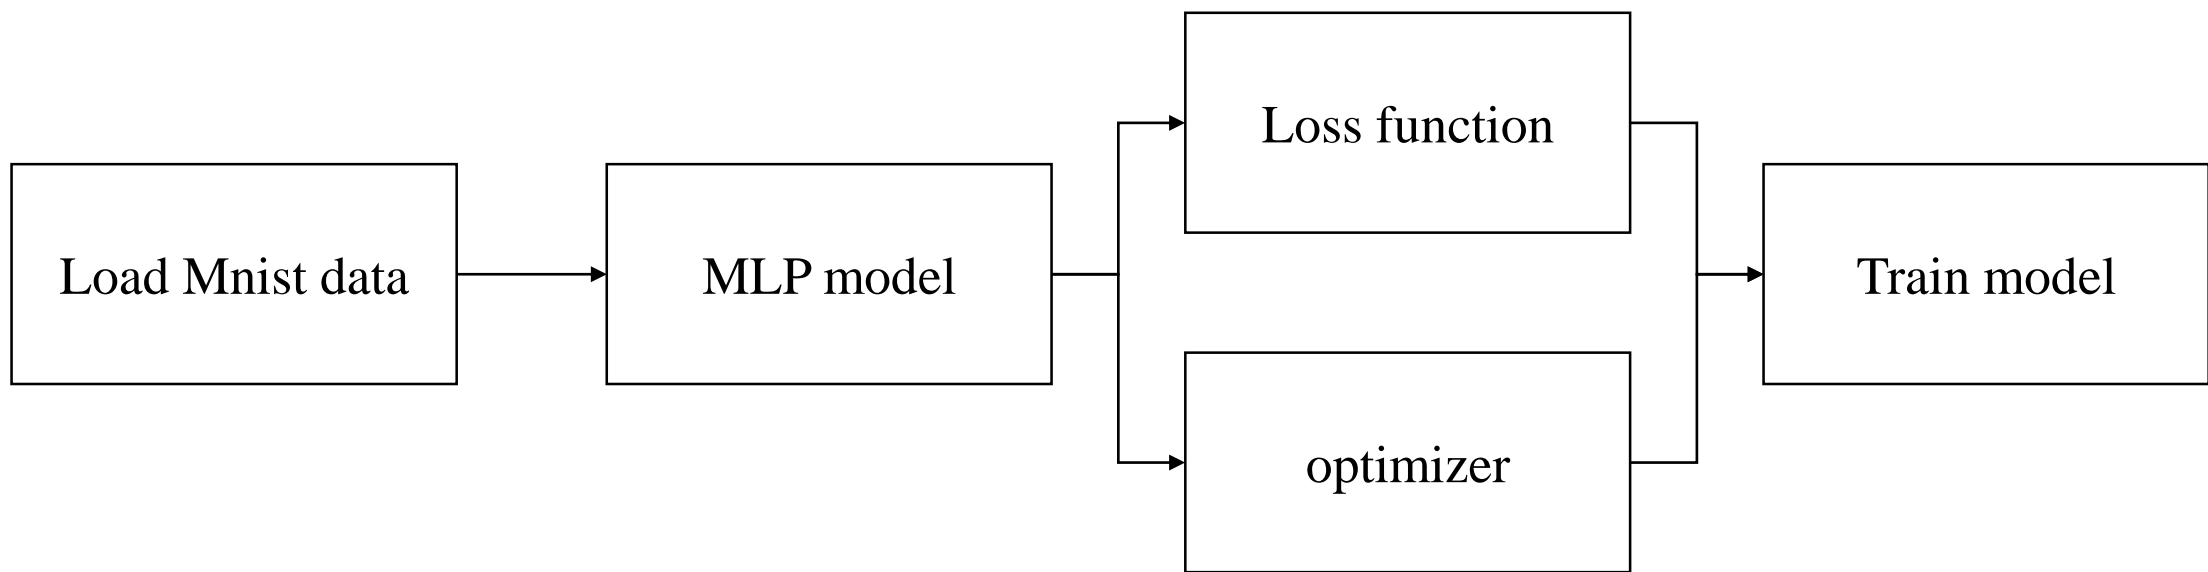 Load Mnist data
MLP model
Loss function
optimizer
Train model